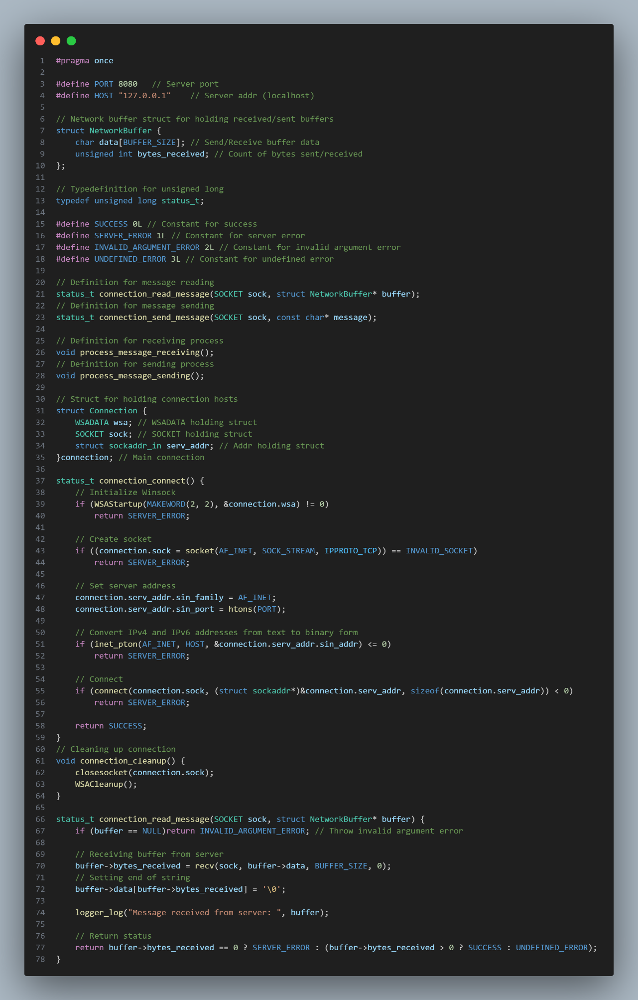 1 #pragma once
2
3 #define PORT 8080   // Server port
4 #define HOST "127.0.0.1"    // Server addr (localhost)
5
6 // Network buffer struct for holding received/sent buffers
7 struct NetworkBuffer {
8     char data[BUFFER_SIZE]; // Send/Receive buffer data
9     unsigned int bytes_received; // Count of bytes sent/received
10 };
11
12 // Typedefinition for unsigned long
13 typedef unsigned long status_t;
14
15 #define SUCCESS 0L // Constant for success
16 #define SERVER_ERROR 1L // Constant for server error
17 #define INVALID_ARGUMENT_ERROR 2L // Constant for invalid argument error
18 #define UNDEFINED_ERROR 3L // Constant for undefined error
19
20 // Definition for message reading
21 status_t connection_read_message(SOCKET sock, struct NetworkBuffer* buffer);
22 // Definition for message sending
23 status_t connection_send_message(SOCKET sock, const char* message);
24
25 // Definition for receiving process
26 void process_message_receiving();
27 // Definition for sending process
28 void process_message_sending();
29
30 // Struct for holding connection hosts
31 struct Connection {
32     WSADATA wsa; // WSADATA holding struct
33     SOCKET sock; // SOCKET holding struct
34     struct sockaddr_in serv_addr; // Addr holding struct
35 }connection; // Main connection
36
37 status_t connection_connect() {
38     // Initialize Winsock
39     if (WSAStartup(MAKEWORD(2, 2), &connection.wsa) != 0)
40         return SERVER_ERROR;
41
42     // Create socket
43     if ((connection.sock = socket(AF_INET, SOCK_STREAM, IPPROTO_TCP)) == INVALID_SOCKET)
44         return SERVER_ERROR;
45
46     // Set server address
47     connection.serv_addr.sin_family = AF_INET;
48     connection.serv_addr.sin_port = htons(PORT);
49
50     // Convert IPv4 and IPv6 addresses from text to binary form
51     if (inet_pton(AF_INET, HOST, &connection.serv_addr.sin_addr) <= 0)
52         return SERVER_ERROR;
53
54     // Connect
55     if (connect(connection.sock, (struct sockaddr*)&connection.serv_addr, sizeof(connection.serv_addr)) < 0)
56         return SERVER_ERROR;
57
58     return SUCCESS;
59 }
60 // Cleaning up connection
61 void connection_cleanup() {
62     closesocket(connection.sock);
63     WSACleanup();
64 }
65
66 status_t connection_read_message(SOCKET sock, struct NetworkBuffer* buffer) {
67     if (buffer == NULL)return INVALID_ARGUMENT_ERROR; // Throw invalid argument error
68
69     // Receiving buffer from server
70     buffer->bytes_received = recv(sock, buffer->data, BUFFER_SIZE, 0);
71     // Setting end of string
72     buffer->data[buffer->bytes_received] = '\0';
73
74     logger_log("Message received from server: ", buffer);
75
76     // Return status
77     return buffer->bytes_received == 0 ? SERVER_ERROR : (buffer->bytes_received > 0 ? SUCCESS : UNDEFINED_ERROR);
78 }